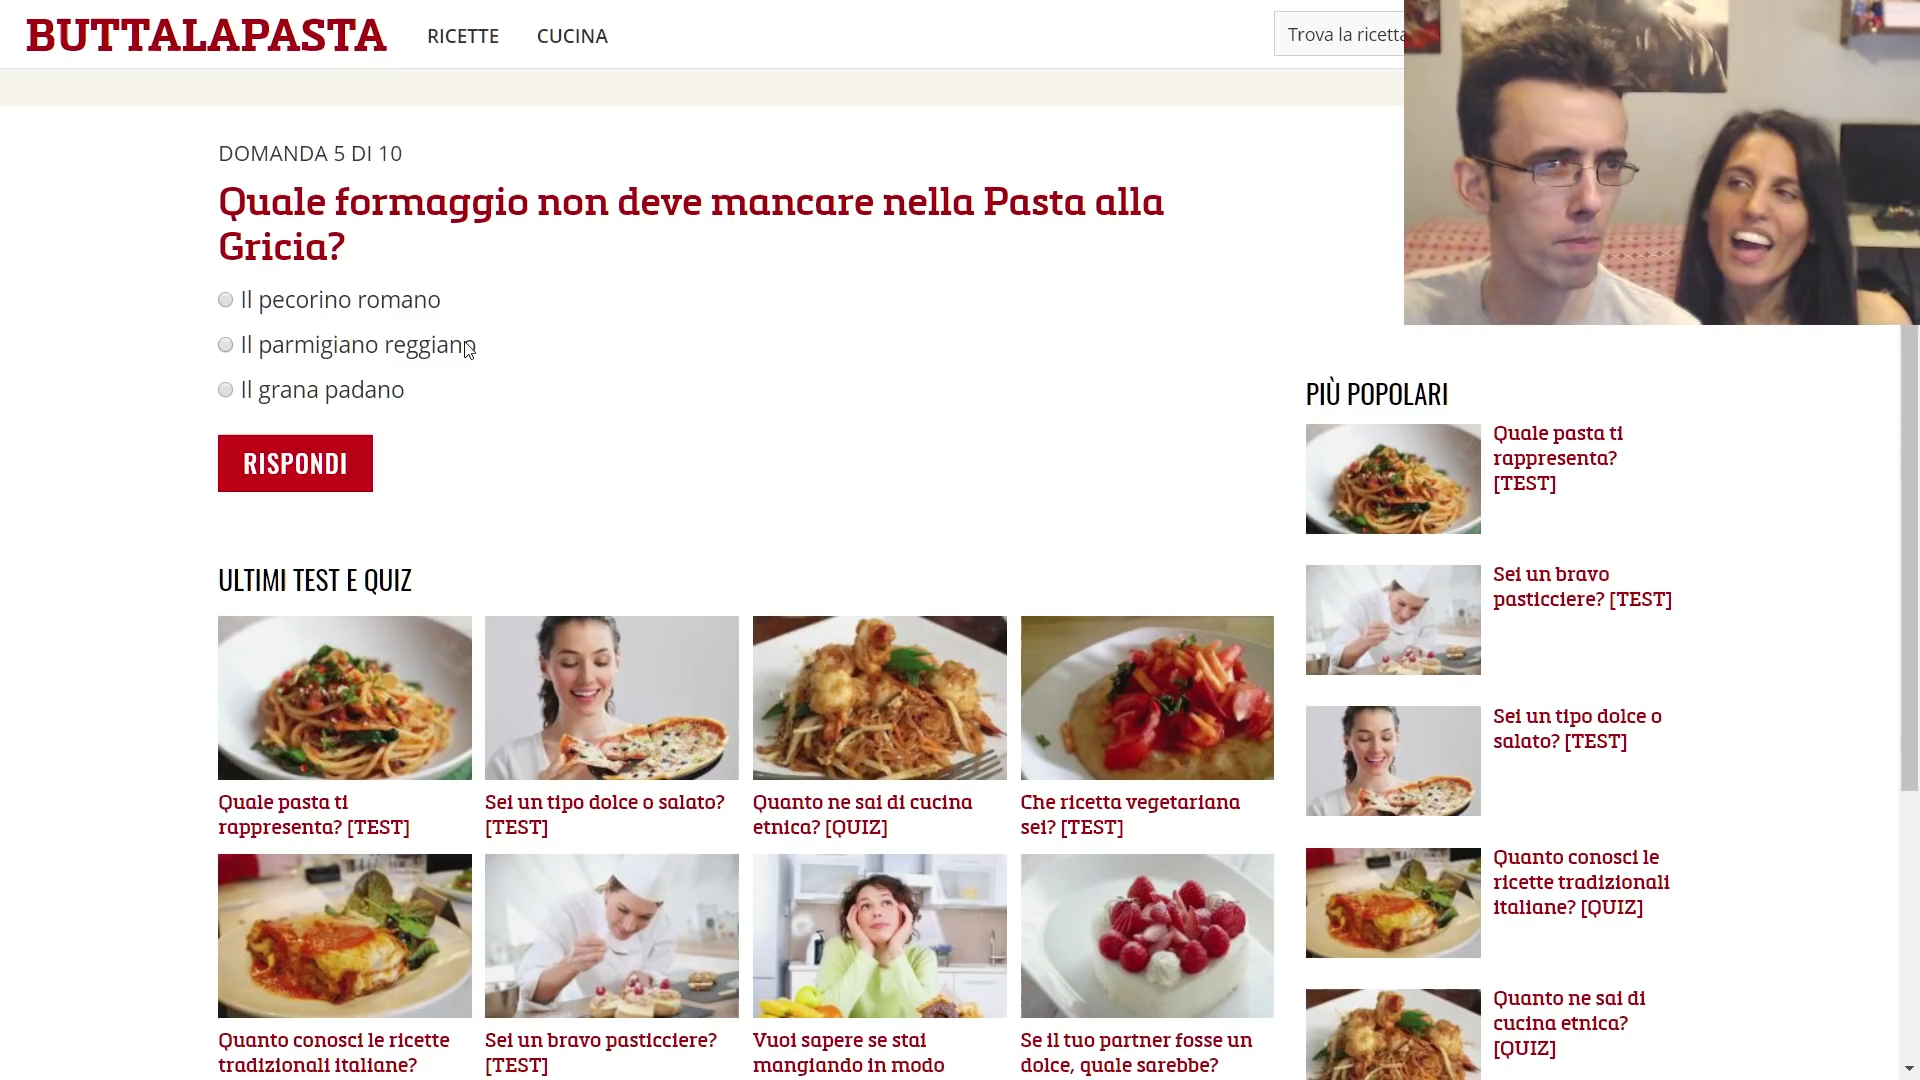 BUTTALAPASTA
RICETTE
CUCINA
Trova la ricetta
DOMANDA 5 DI 10
Quale formaggio non deve mancare nella Pasta alla
Gricia?
Il pecorino romano
Il parmigiano reggiano
Il grana padano
RISPONDI
ULTIMI TEST E QUIZ
Quale pasta ti
rappresenta? [TEST]
Sei un tipo dolce o salato?
[TEST]
Quanto ne sai di cucina
etnica? [QUIZ]
Che ricetta vegetariana
sei? [TEST]
Quanto conosci le ricette
tradizionali italiane?
Sei un bravo pasticciere?
[TEST]
Vuoi sapere se stai
mangiando in modo
Se il tuo partner fosse un
dolce, quale sarebbe?
PIÙ POPOLARI
Quale pasta ti
rappresenta?
[TEST]
Sei un bravo
pasticciere? [TEST]
Sei un tipo dolce o
salato? [TEST]
Quanto conosci le
ricette tradizionali
italiane? [QUIZ]
Quanto ne sai di
cucina etnica?
[QUIZ]